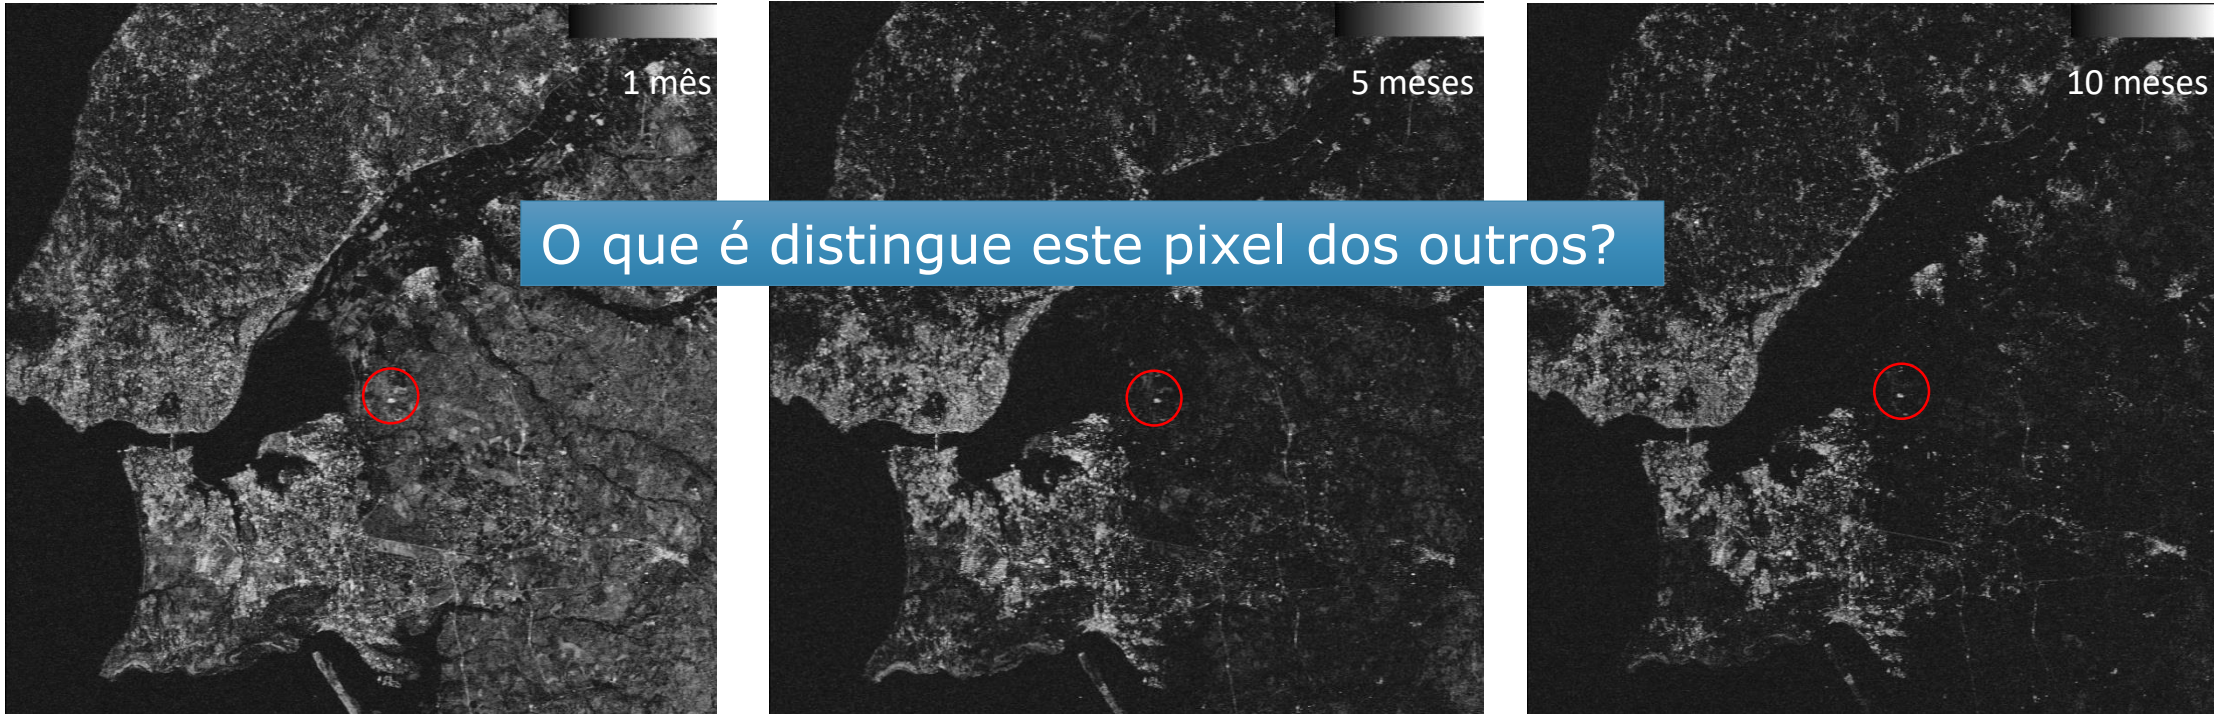 1 mês
5 meses
10 meses
O que é distingue este pixel dos outros?